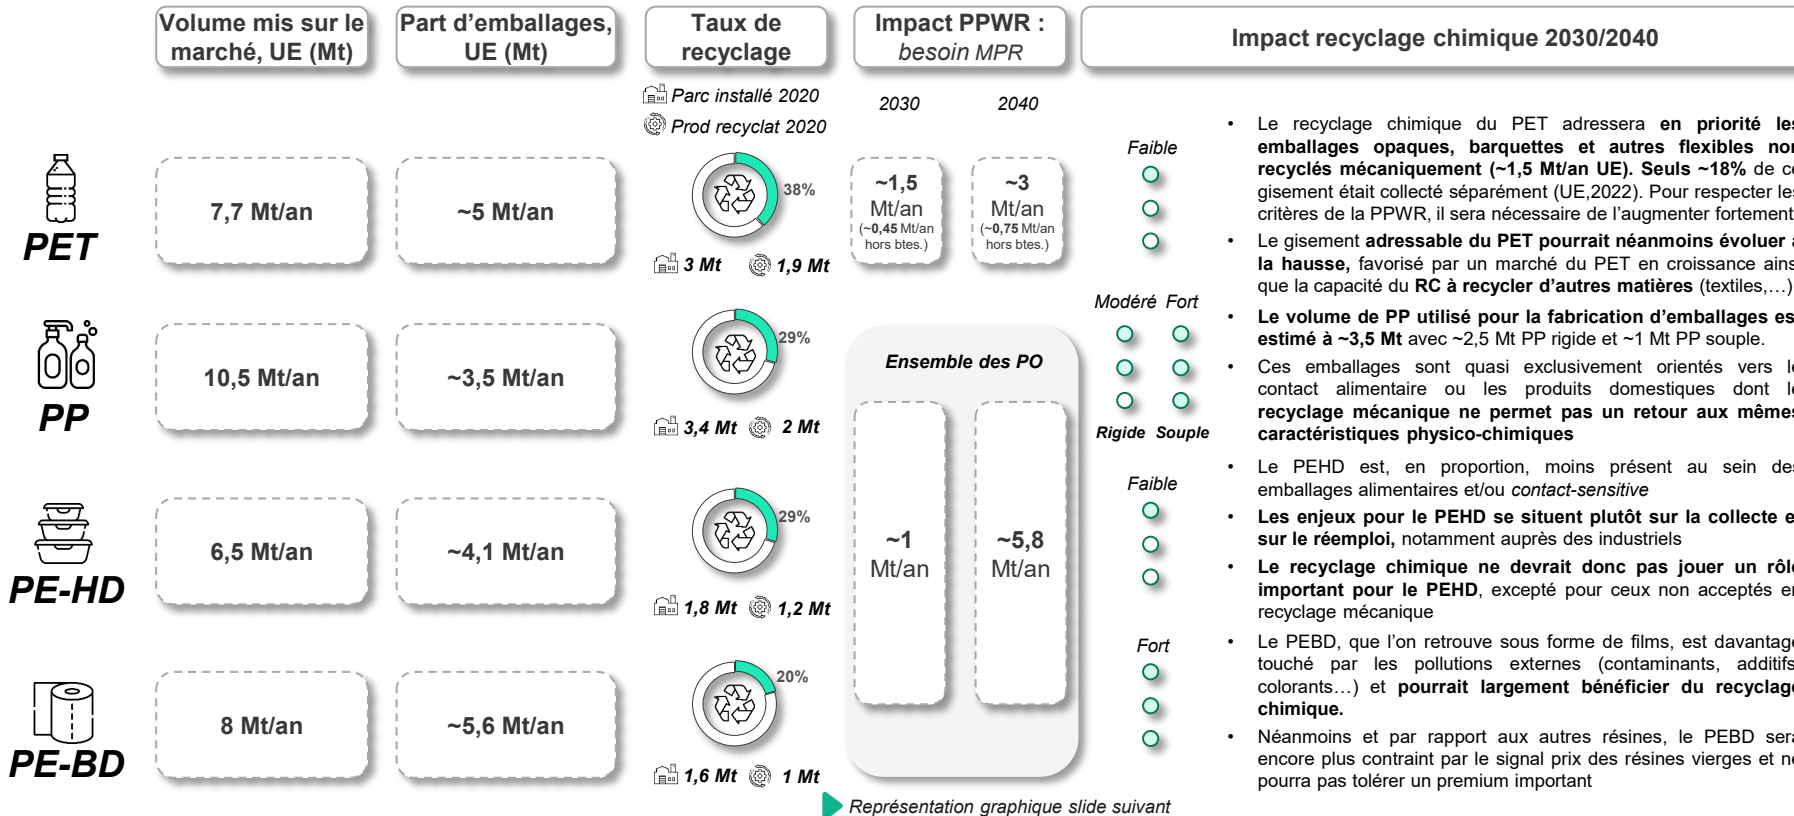 Volume mis sur le
marché, UE (Mt)
Part d’emballages,
UE (Mt)
Taux de
recyclage
Impact PPWR :
besoin MPR
Impact recyclage chimique 2030/2040
Parc installé 2020
Prod recyclat 2020
2030
2040
PET
7,7 Mt/an
~5 Mt/an
38%
3 Mt
1,9 Mt
~1,5
Mt/an
(~0,45 Mt/an
hors btes.)
~3
Mt/an
(~0,75 Mt/an
hors btes.)
Faible
• Le recyclage chimique du PET adressera en priorité les
emballages opaques, barquettes et autres flexibles non
recyclés mécaniquement (~1,5 Mt/an UE). Seuls ~18% de ce
gisement était collecté séparément (UE,2022). Pour respecter les
critères de la PPWR, il sera nécessaire de l’augmenter fortement
• Le gisement adressable du PET pourrait néanmoins évoluer à
la hausse, favorisé par un marché du PET en croissance ains
que la capacité du RC à recycler d’autres matières (textiles,…)
PP
10,5 Mt/an
~3,5 Mt/an
29%
3,4 Mt
2 Mt
Ensemble des PO
~1
Mt/an
~5,8
Mt/an
Modéré Fort
Rigide Souple
• Le volume de PP utilisé pour la fabrication d’emballages es
estimé à ~3,5 Mt avec ~2,5 Mt PP rigide et ~1 Mt PP souple.
• Ces emballages sont quasi exclusivement orientés vers le
contact alimentaire ou les produits domestiques dont le
recyclage mécanique ne permet pas un retour aux mêmes
caractéristiques physico-chimiques
PE-HD
6,5 Mt/an
~4,1 Mt/an
29%
1,8 Mt
1,2 Mt
Faible
• Le PEHD est, en proportion, moins présent au sein des
emballages alimentaires et/ou contact-sensitive
• Les enjeux pour le PEHD se situent plutôt sur la collecte et
sur le réemploi, notamment auprès des industriels
• Le recyclage chimique ne devrait donc pas jouer un rôle
important pour le PEHD, excepté pour ceux non acceptés en
recyclage mécanique
PE-BD
8 Mt/an
~5,6 Mt/an
20%
1,6 Mt
1 Mt
Fort
• Le PEBD, que l’on retrouve sous forme de films, est davantage
touché par les pollutions externes (contaminants, additifs
colorants…) et pourrait largement bénéficier du recyclage
chimique.
• Néanmoins et par rapport aux autres résines, le PEBD sera
encore plus contraint par le signal prix des résines vierges et ne
pourra pas tolérer un premium important
Représentation graphique slide suivant